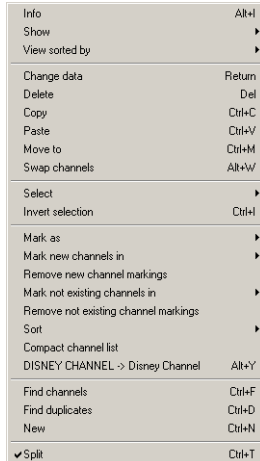 Info Alt+I
Show
View sorted by
Change data Return
Delete Del
Copy Ctrl+C
Paste Ctrl+V
Move to Ctrl+M
Swap channels Alt+W
Select
Invert selection Ctrl+I
Mark as
Mark new channels in
Remove new channel markings
Mark not existing channels in
Remove not existing channel markings
Sort
Compact channel list
DISNEY CHANNEL -> Disney Channel Alt+Y
Find channels Ctrl+F
Find duplicates Ctrl+D
New Ctrl+N
Split Ctrl+T